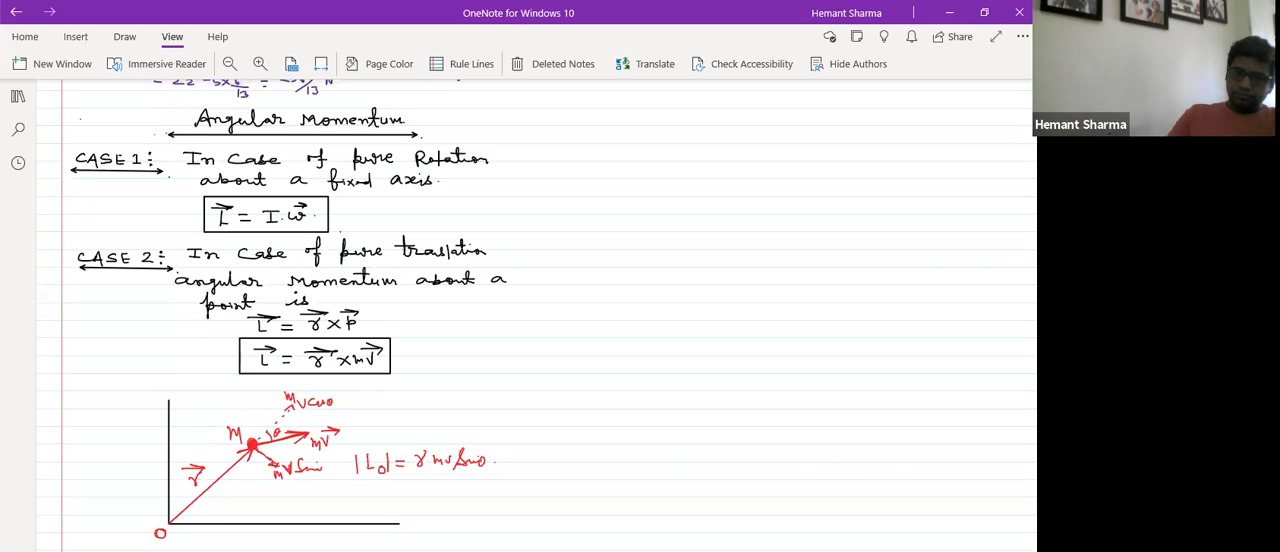 OneNote for Windows 10
Hemant Sharma
Home Insert Draw View Help
Share
New Window Immersive Reader Page Color Rule Lines Deleted Notes Translate Check Accessibility Hide Authors
Hemant Sharma
Angular Momentum
CASE 1: In Case of pure Rotation
about a fixed axis.
L = I.ω
CASE 2: In Case of pure traslation
angular Momentum about a
point is
L = r × p
L = r × mv
m v cosθ
M θ mv
m v Sinθ
r
|L₀| = r mv Sinθ.
O